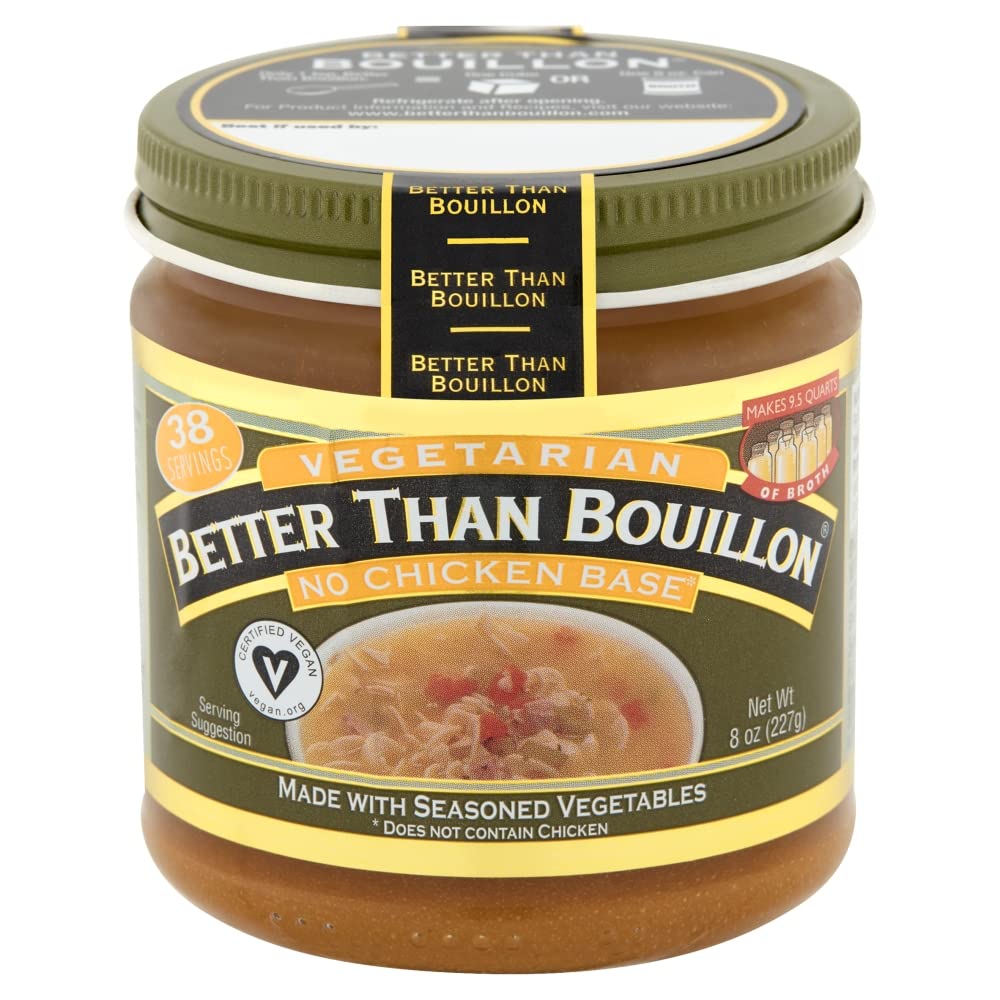 BETTER THAN
BOUILLON
OR
Refrigerate after opening.
For Product Information and Recipes, visit our website:
www.betterthanbouillon.com
Best if used by:
BETTER THAN
BOUILLON
BETTER THAN
BOUILLON
BETTER THAN
BOUILLON
38
SERVINGS
MAKES 9.5 QUARTS
OF BROTH
VEGETARIAN
BETTER THAN BOUILLON®
NO CHICKEN BASE*
CERTIFIED VEGAN
V
vegan.org
Serving
Suggestion
Net Wt
8 oz (227g)
MADE WITH SEASONED VEGETABLES
*DOES NOT CONTAIN CHICKEN